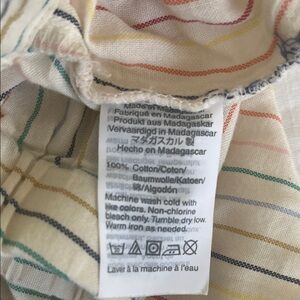 Made in Madagascar
Fabriqué en Madagascar
Produkt aus Madagaskar
Vervaardigd in Madagascar
マダガスカル 製
Hecho en Madagascar
100% Cotton/Coton/
Baumwolle/Katoen/
綿/Algodón
Machine wash cold with
like colors. Non-chlorine
bleach only. Tumble dry low.
Warm iron as needed.
Laver à la machine à l'eau